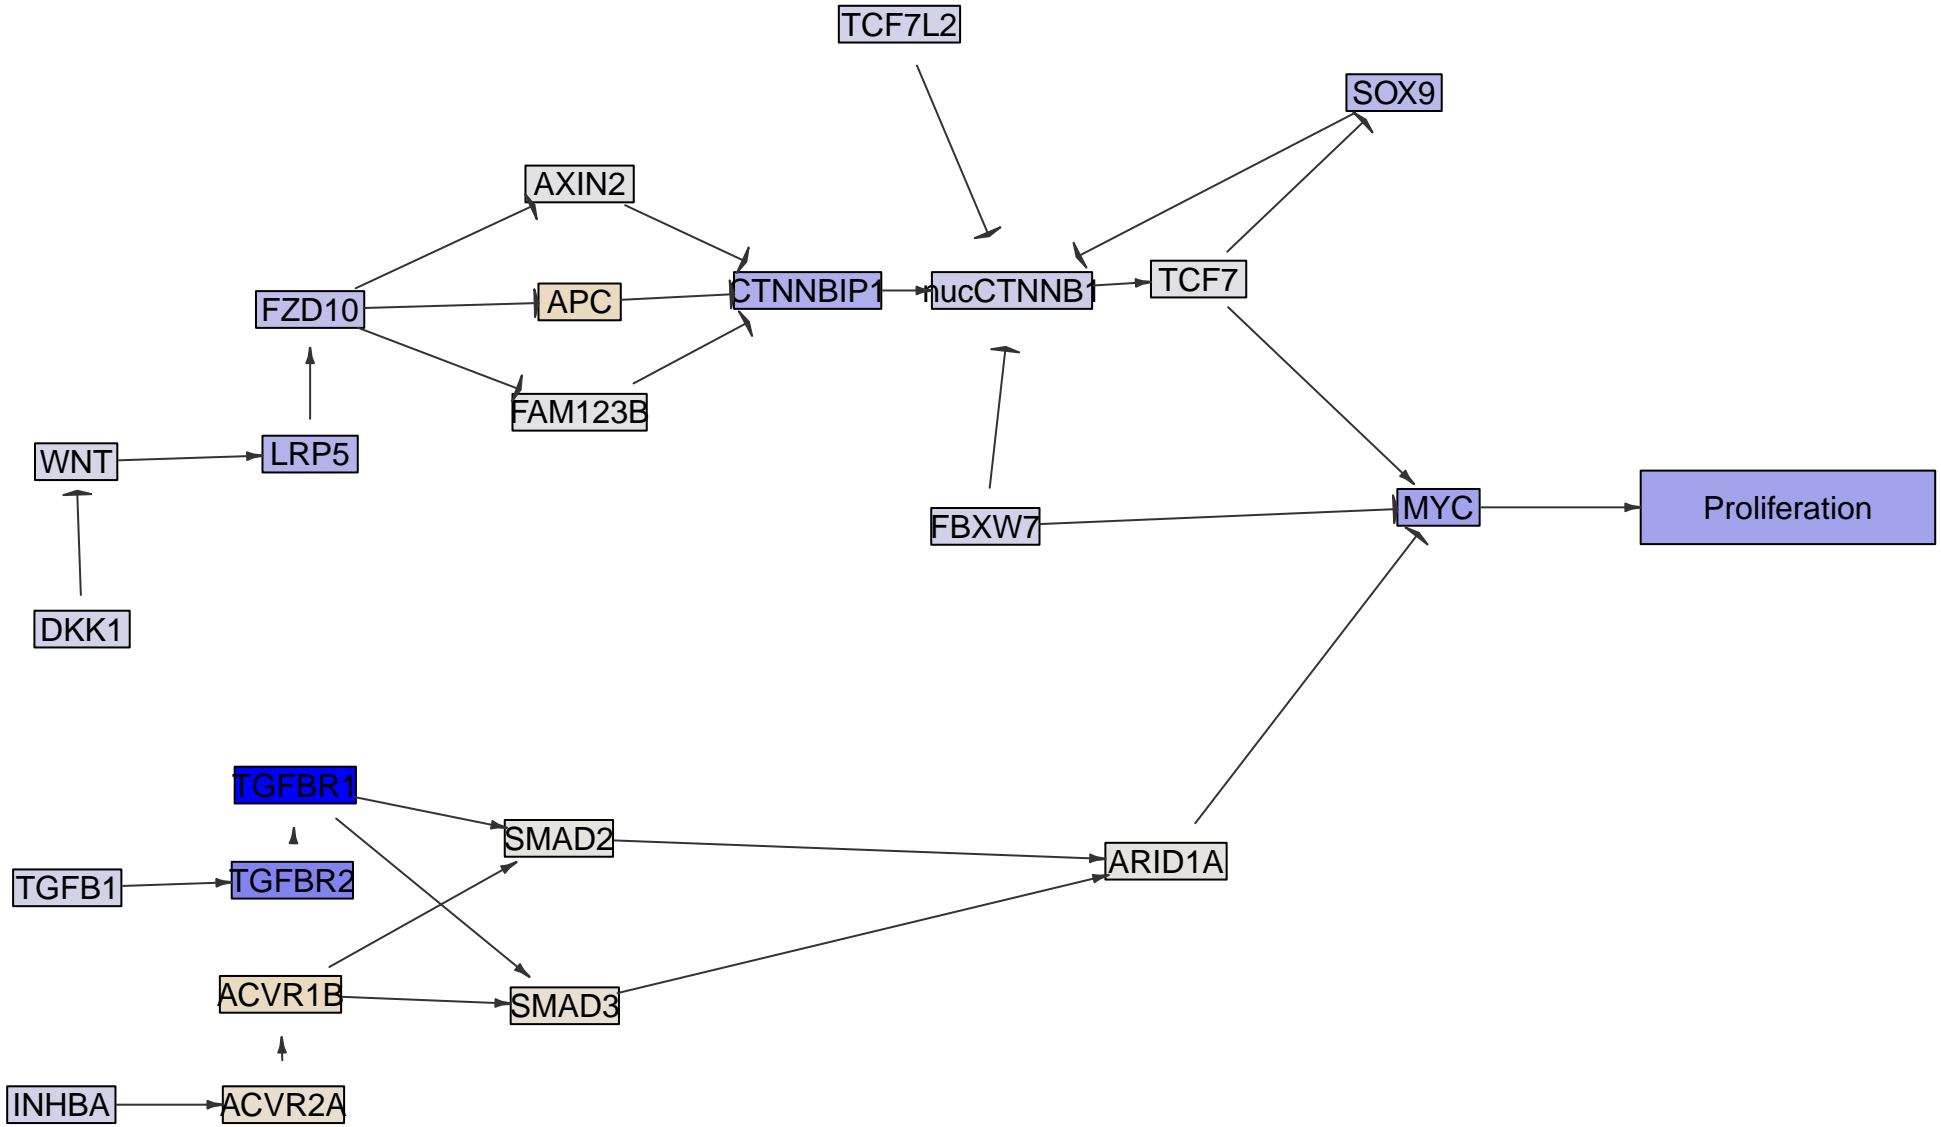 TCF7L2
SOX9
AXIN2
FZD10
APC
CTNNBIP1
nucCTNNB1
TCF7
FAM123B
WNT
LRP5
FBXW7
MYC
Proliferation
DKK1
TGFBR1
SMAD2
ARID1A
TGFB1
TGFBR2
ACVR1B
SMAD3
INHBA
ACVR2A